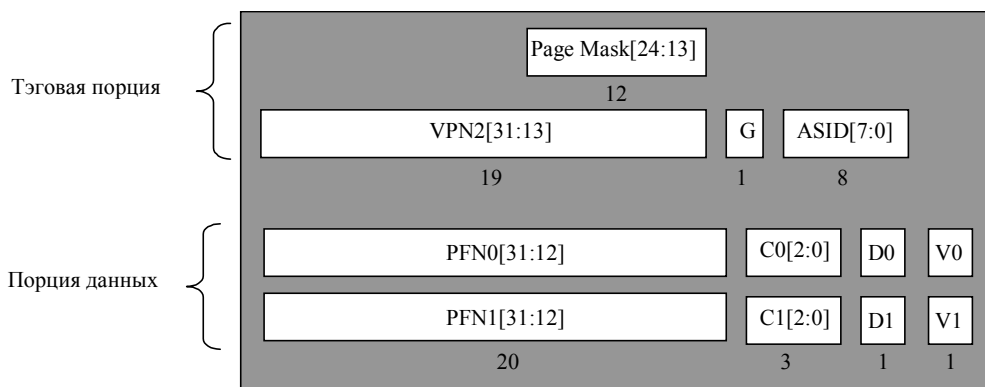 Page Mask[24:13]
Тэговая порция
12
VPN2[31:13] G ASID[7:0]
19 1 8
PFN0[31:12] C0[2:0] D0 V0
Порция данных
PFN1[31:12] C1[2:0] D1 V1
20 3 1 1